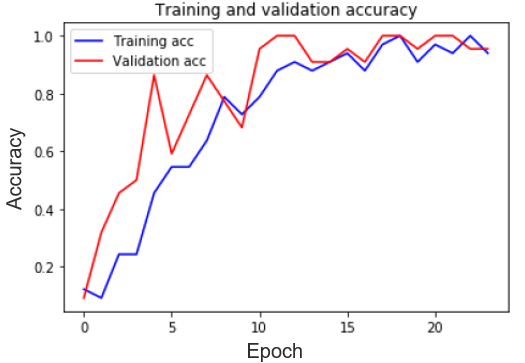 Training and validation accuracy
Training acc
Validation acc
Accuracy
1.0
0.8
0.6
0.4
0.2
0 5 10 15 20
Epoch